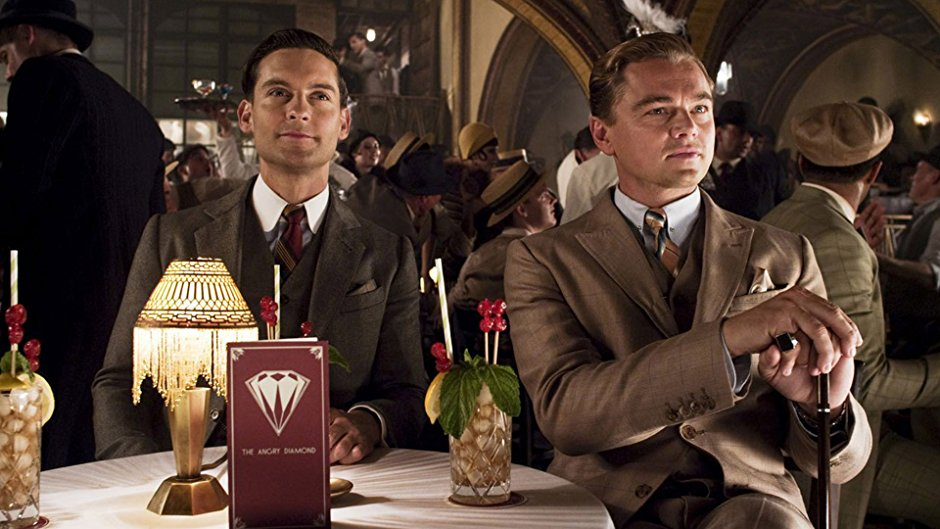 THE ANGRY DIAMOND